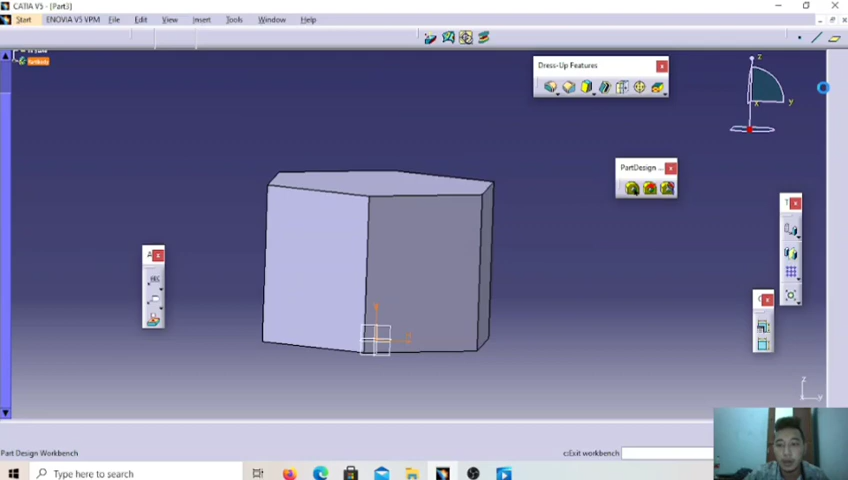 CATIA V5 - [Part3]
Start ENOVIA V5 VPM File Edit View Insert Tools Window Help
Dress-Up Features
PartDesign ...
z
y
x
T
A
z
x y
Part Design Workbench
c:Exit workbench
Type here to search